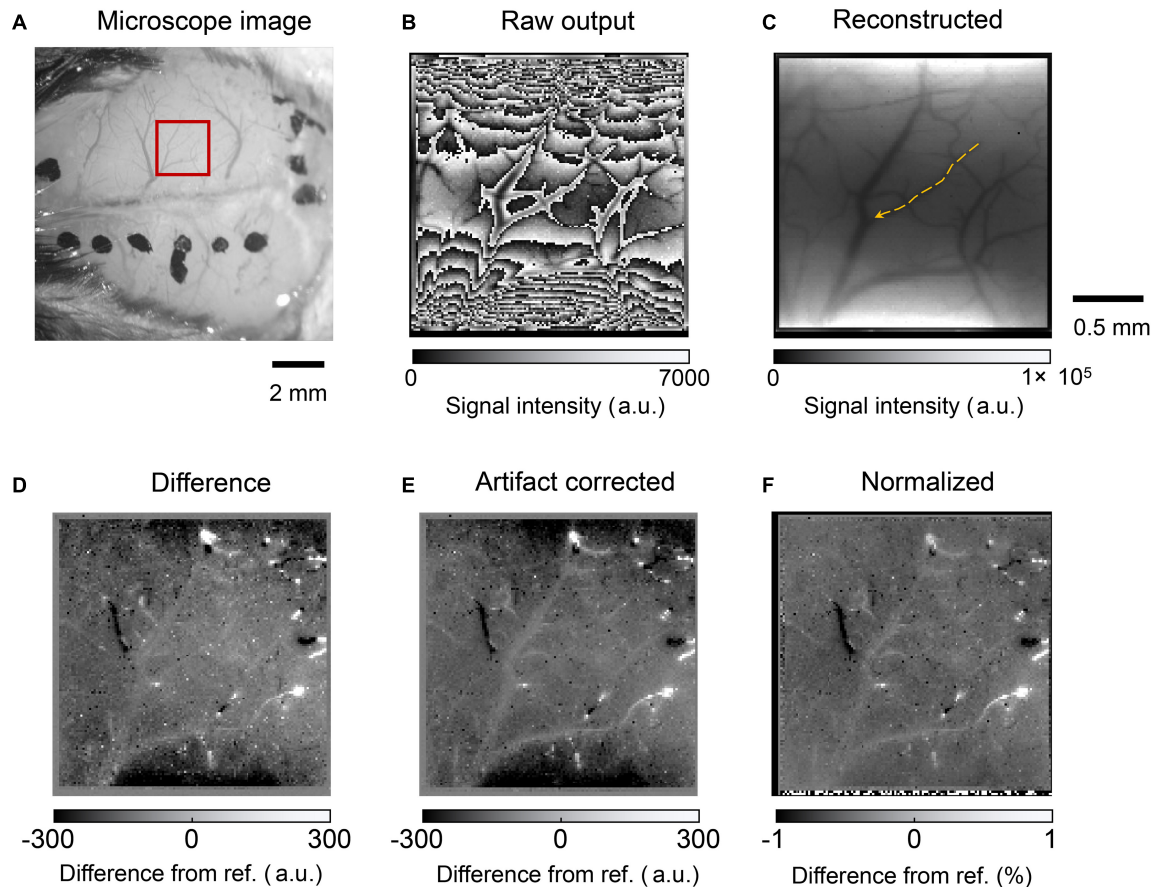 A Microscope image
B Raw output
C Reconstructed
2 mm
0 7000
Signal intensity (a.u.)
0 1× 10⁵
Signal intensity (a.u.)
0.5 mm
D Difference
E Artifact corrected
F Normalized
-300 0 300
Difference from ref. (a.u.)
-300 0 300
Difference from ref. (a.u.)
-1 0 1
Difference from ref. (%)